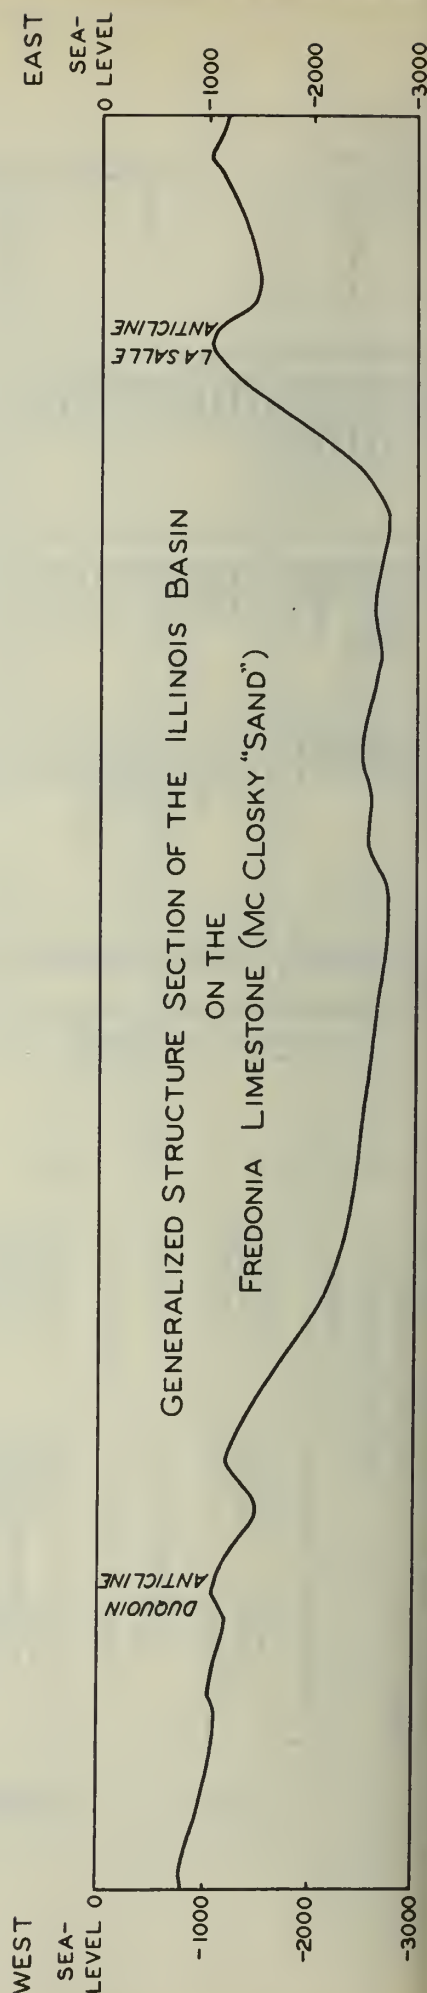 WEST
SEA-
LEVEL 0
-1000
-2000
-3000
DUQUOIN
ANTICLINE
GENERALIZED STRUCTURE SECTION OF THE ILLINOIS BASIN
ON THE
FREDONIA LIMESTONE (MC CLOSKY "SAND")
LA SALLE
ANTICLINE
EAST
SEA-
0 LEVEL
-1000
-2000
-3000